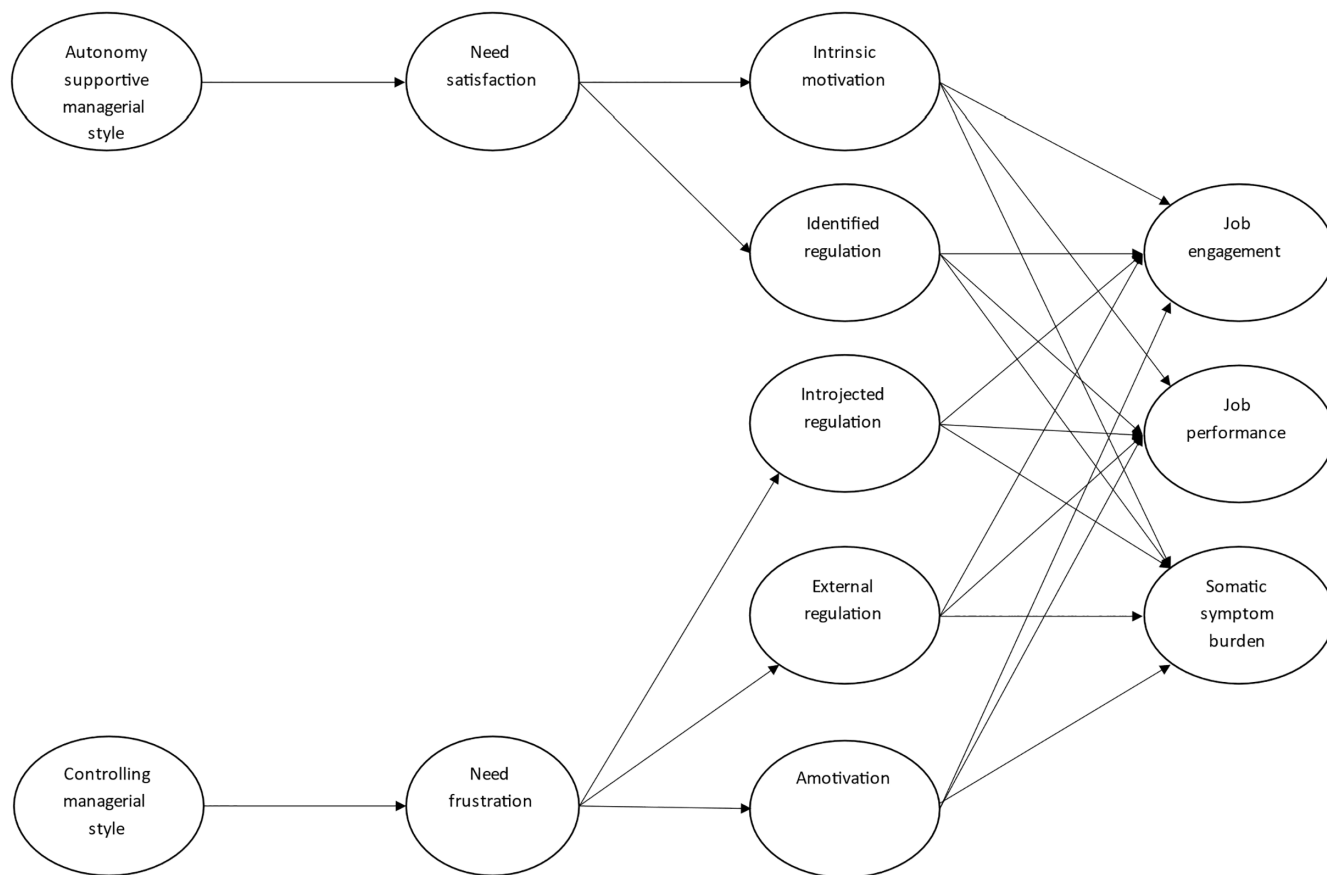 Autonomy
supportive
managerial
style
Need
satisfaction
Intrinsic
motivation
Identified
regulation
Job
engagement
Introjected
regulation
Job
performance
External
regulation
Somatic
symptom
burden
Controlling
managerial
style
Need
frustration
Amotivation